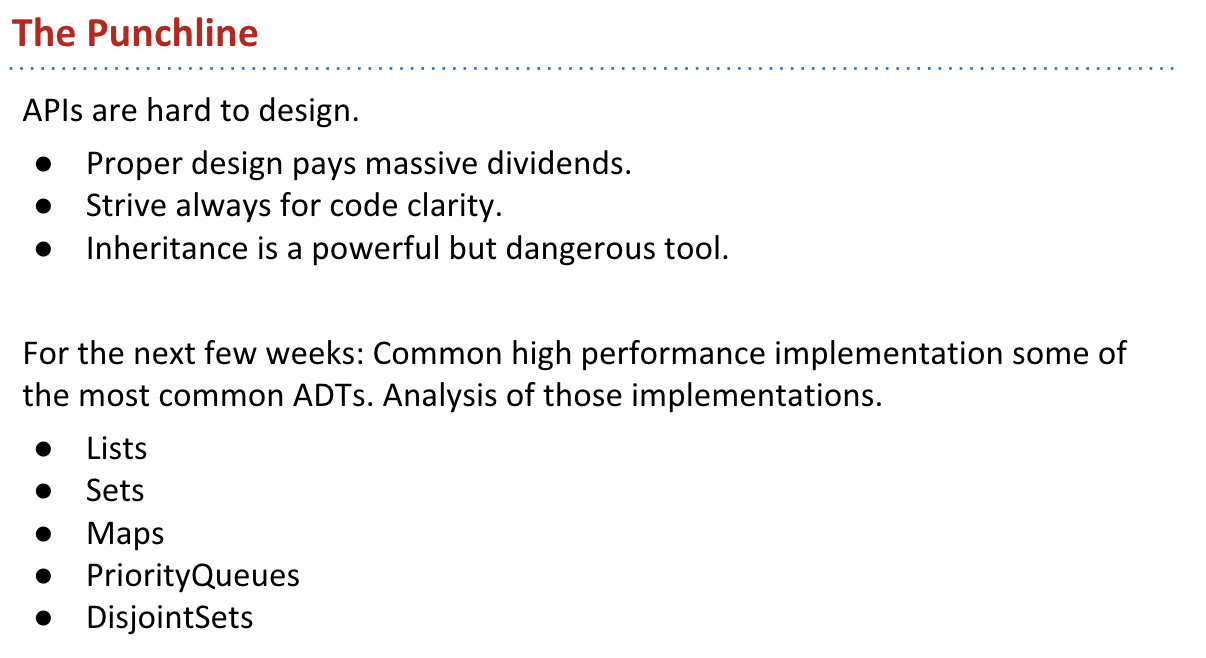 The Punchline
APIs are hard to design.
● Proper design pays massive dividends.
● Strive always for code clarity.
● Inheritance is a powerful but dangerous tool.
For the next few weeks: Common high performance implementation some of
the most common ADTs. Analysis of those implementations.
● Lists
● Sets
● Maps
● PriorityQueues
● DisjointSets